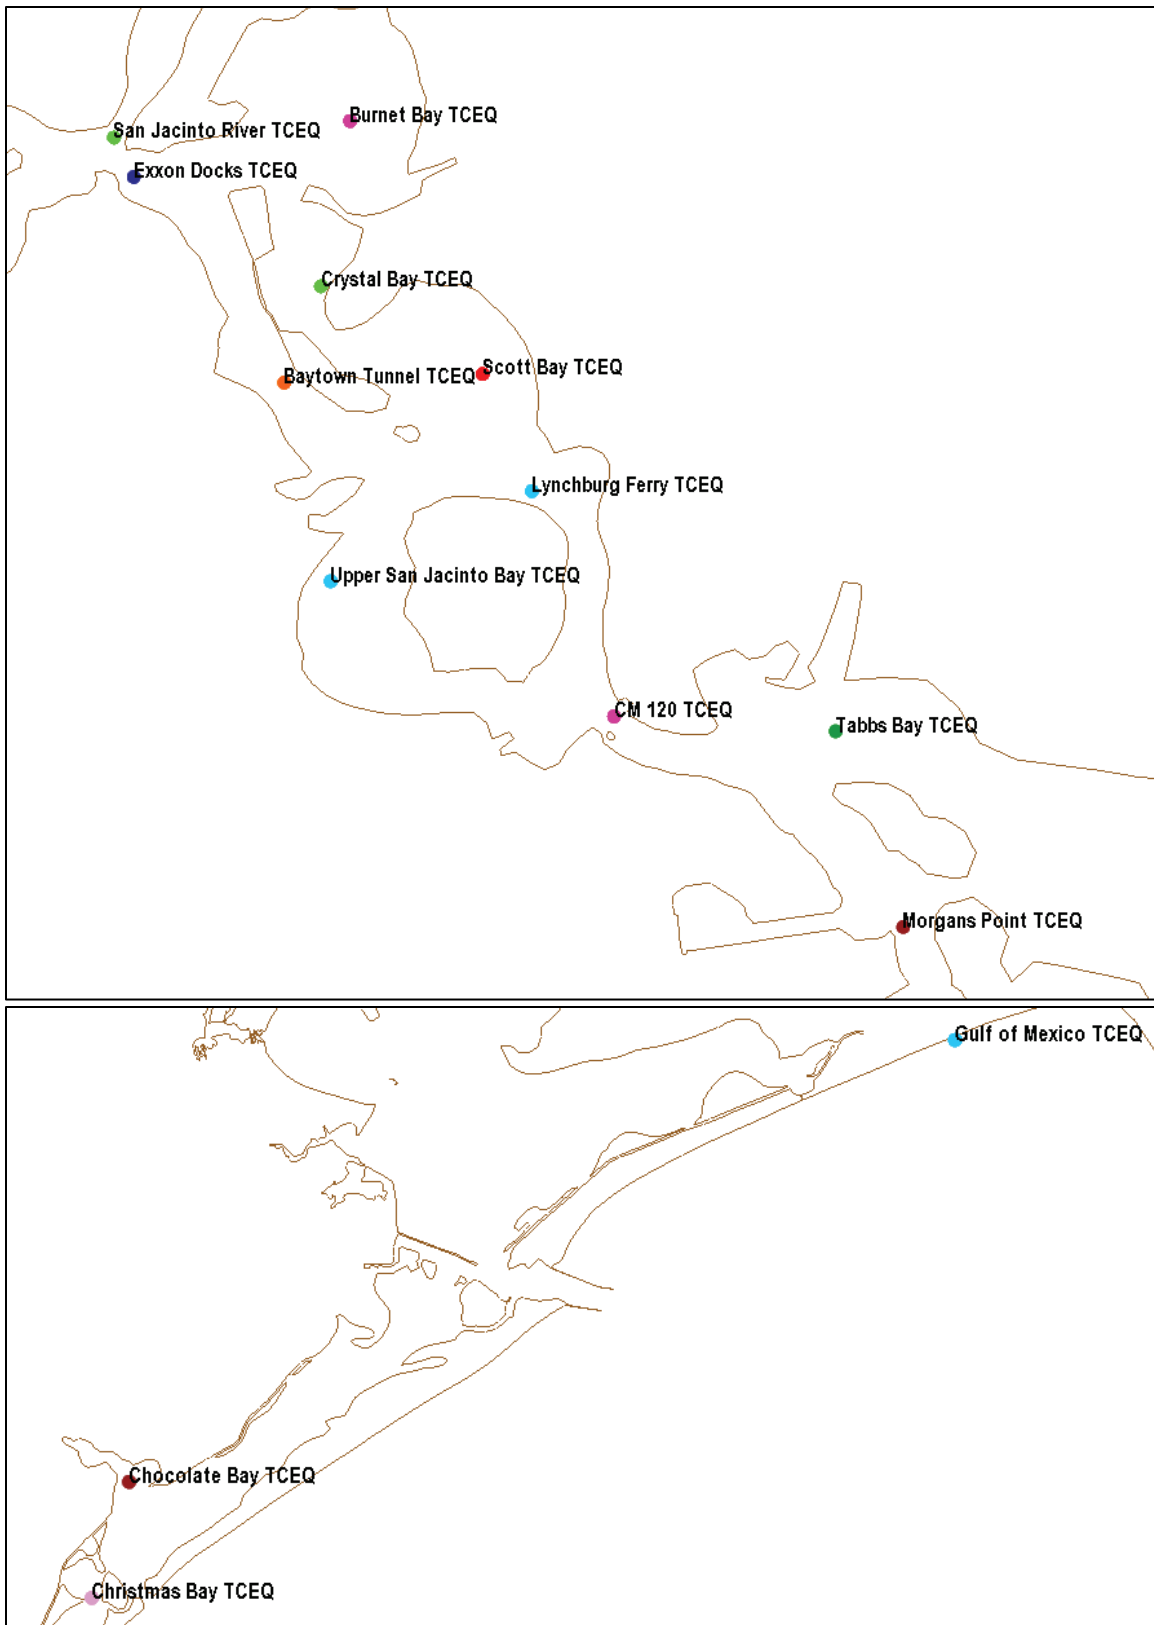 Burnet Bay TCEQ
San Jacinto River TCEQ
Exxon Docks TCEQ
Crystal Bay TCEQ
Scott Bay TCEQ
Baytown Tunnel TCEQ
Lynchburg Ferry TCEQ
Upper San Jacinto Bay TCEQ
CM 120 TCEQ
Tabbs Bay TCEQ
Morgans Point TCEQ
Gulf of Mexico TCEQ
Chocolate Bay TCEQ
Christmas Bay TCEQ